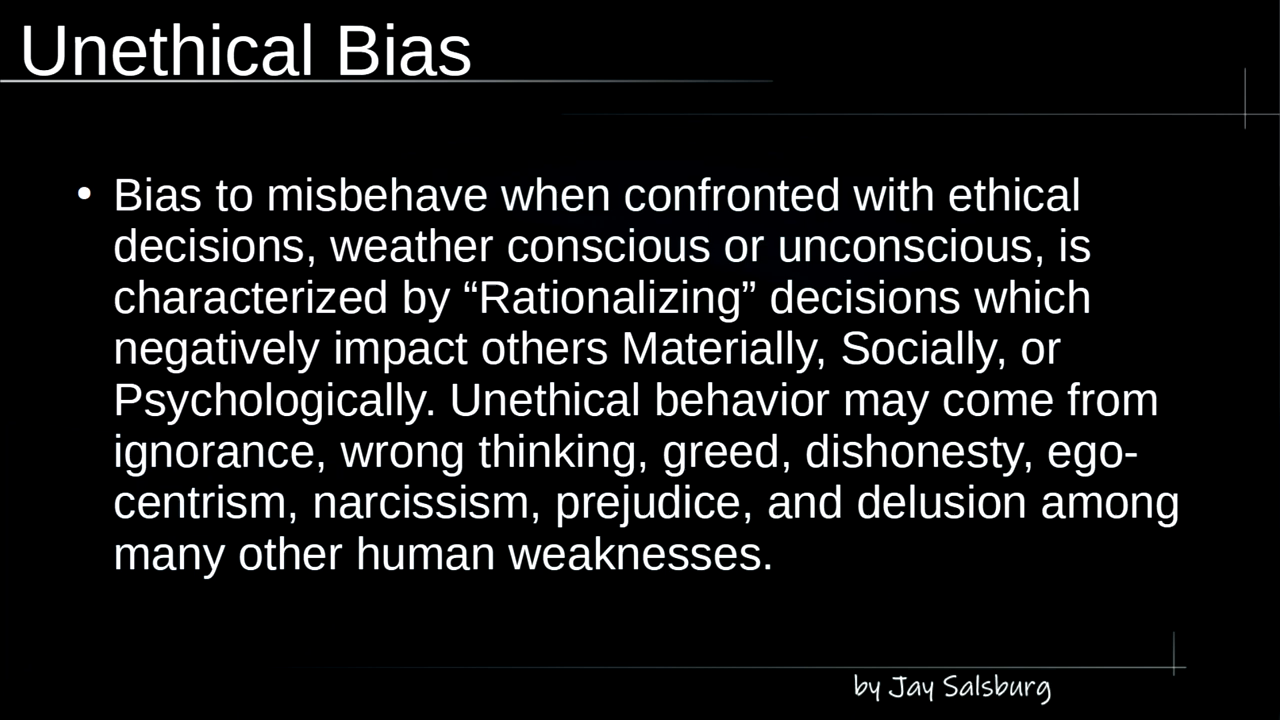 Unethical Bias
• Bias to misbehave when confronted with ethical
decisions, weather conscious or unconscious, is
characterized by “Rationalizing” decisions which
negatively impact others Materially, Socially, or
Psychologically. Unethical behavior may come from
ignorance, wrong thinking, greed, dishonesty, ego-
centrism, narcissism, prejudice, and delusion among
many other human weaknesses.
by Jay Salsburg